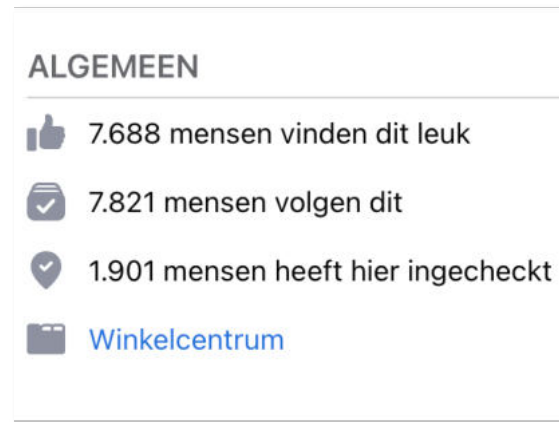 ALGEMEEN
7.688 mensen vinden dit leuk
7.821 mensen volgen dit
1.901 mensen heeft hier ingecheckt
Winkelcentrum